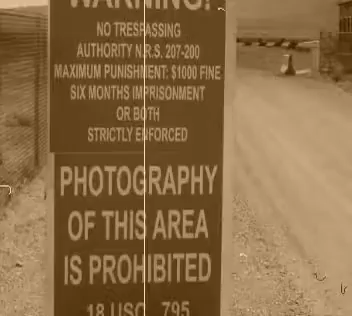 WARNING!
NO TRESPASSING
AUTHORITY N.R.S. 207-200
MAXIMUM PUNISHMENT: $1000 FINE
SIX MONTHS IMPRISONMENT
OR BOTH
STRICTLY ENFORCED
PHOTOGRAPHY
OF THIS AREA
IS PROHIBITED
18 USC 795